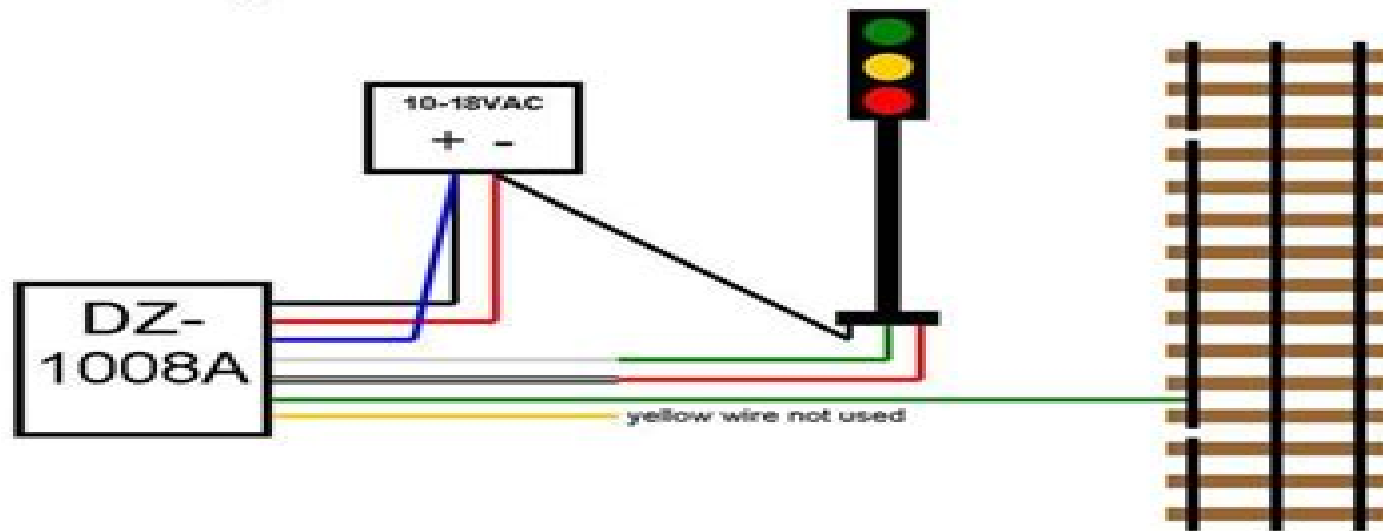 10-18VAC
+ -
DZ-
1008A
yellow wire not used